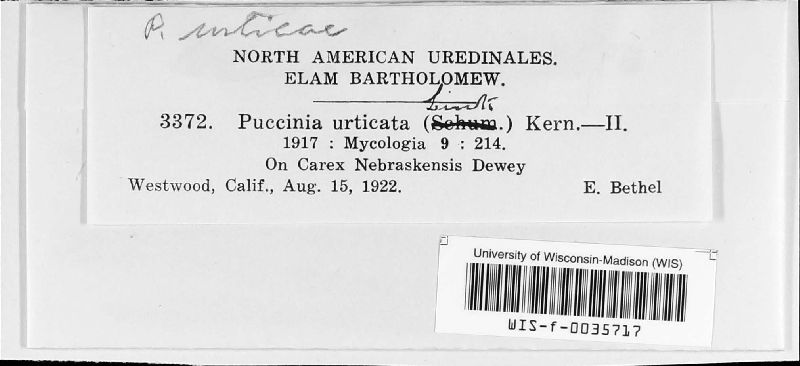 P. urticae
NORTH AMERICAN UREDINALES.
ELAM BARTHOLOMEW.
Link
3372. Puccinia urticata (Schum.) Kern.—II.
1917 : Mycologia 9 : 214.
On Carex Nebraskensis Dewey
Westwood, Calif., Aug. 15, 1922. E. Bethel
University of Wisconsin-Madison (WIS)
WIS-f-0035717